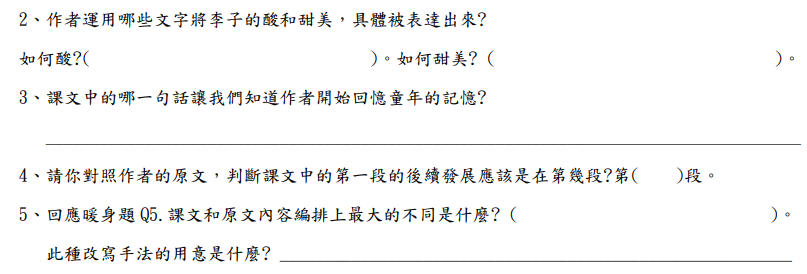 2、作者運用哪些文字將李子的酸和甜美，具體被表達出來?
如何酸?( )。如何甜美? ( )。
3、課文中的哪一句話讓我們知道作者開始回憶童年的記憶?
4、請你對照作者的原文，判斷課文中的第一段的後續發展應該是在第幾段?第( )段。
5、回應暖身題 Q5.課文和原文內容編排上最大的不同是什麼? ( )。
此種改寫手法的用意是什麼?